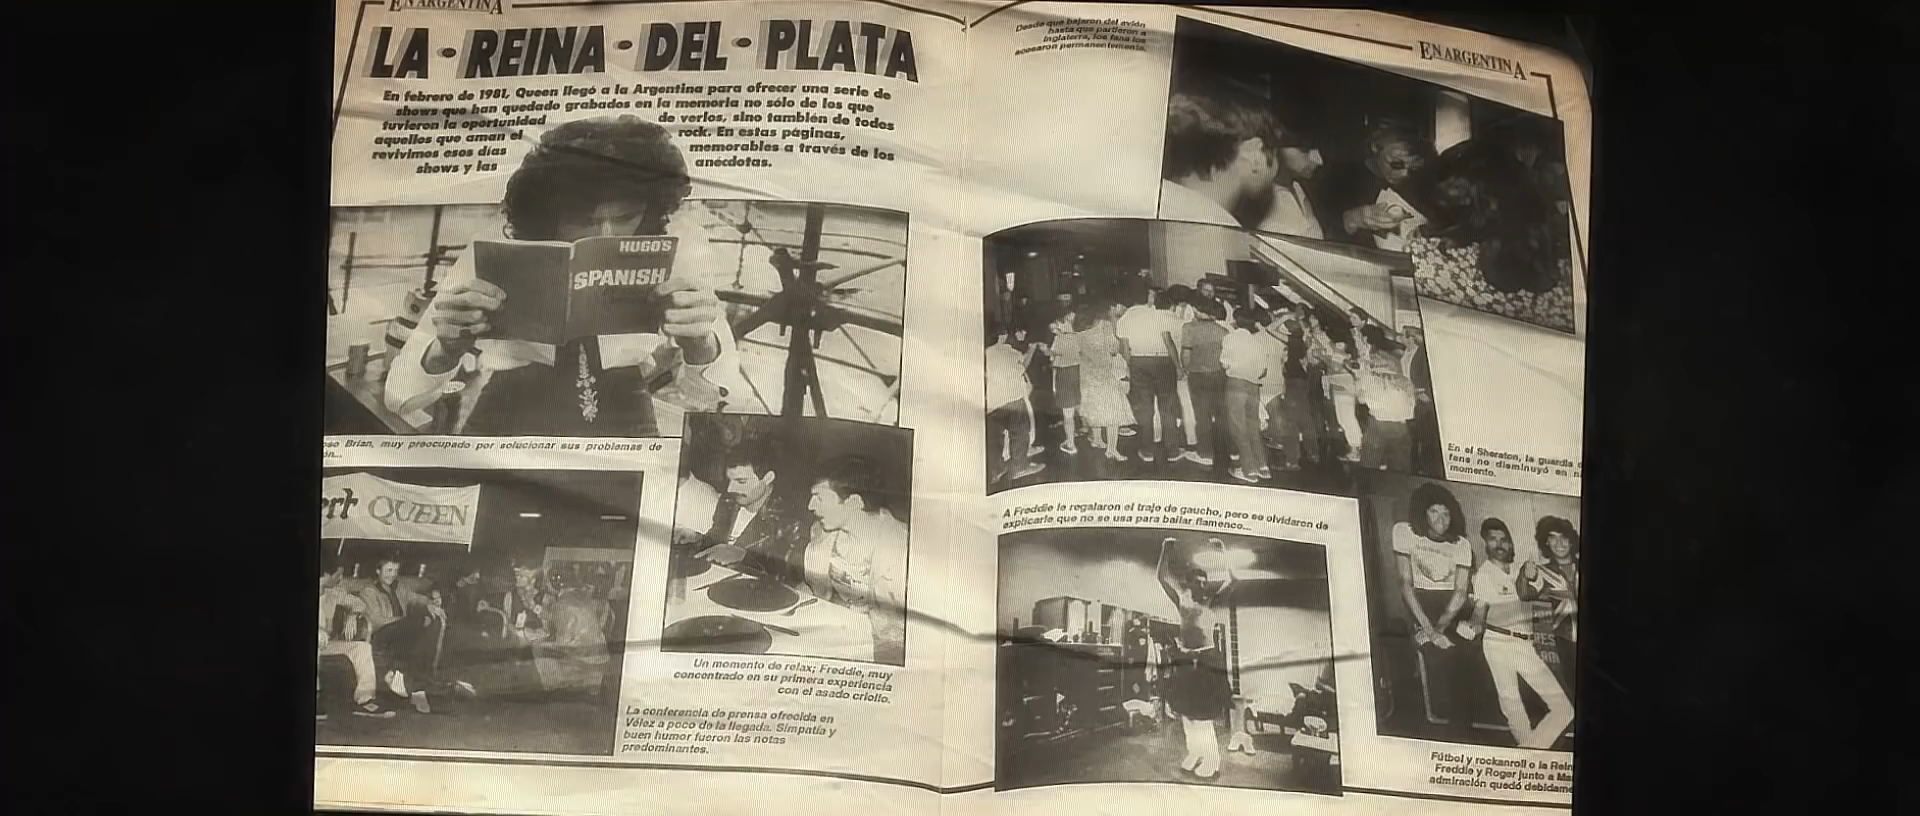 EN ARGENTINA
LA · REINA · DEL · PLATA
En febrero de 1981, Queen llegó a la Argentina para ofrecer una serie de
shows que han quedado grabados en la memoria no sólo de los que
tuvieron la oportunidad de verlos, sino también de todos
aquellos que aman el rock. En estas páginas,
revivimos esos días memorables a través de los
shows y las anécdotas.
HUGO'S
SPANISH
Brian, muy preocupado por solucionar sus problemas de
QUEEN
Un momento de relax; Freddie, muy
concentrado en su primera experiencia
con el asado criollo.
La conferencia de prensa ofrecida en
Vélez a poco de la llegada. Simpatía y
buen humor fueron las notas
predominantes.
Desde que bajaron del avión
hasta que partieron a
Inglaterra, los fans los
acosaron permanentemente.
EN ARGENTINA
En el Sheraton, la guardia
fans no disminuyó en
momento.
A Freddie le regalaron el traje de gaucho, pero se olvidaron de
explicarle que no se usa para bailar flamenco...
Fútbol y rockanroll o la
Freddie y Roger junto a
admiración quedó